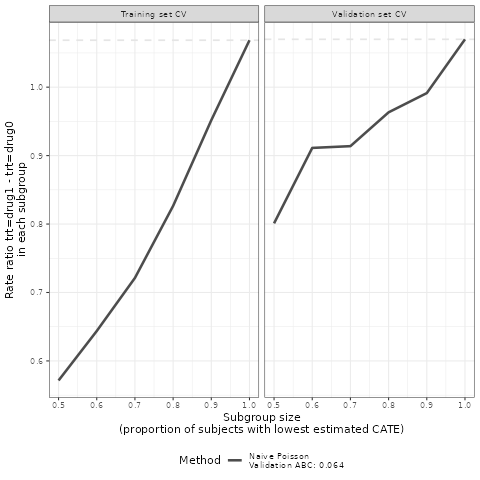 Training set CV
Validation set CV
Rate ratio trt=drug1 - trt=drug0
in each subgroup
1.0
0.9
0.8
0.7
0.6
0.5 0.6 0.7 0.8 0.9 1.0
0.5 0.6 0.7 0.8 0.9 1.0
Subgroup size
(proportion of subjects with lowest estimated CATE)
Method
Naive Poisson
Validation ABC: 0.064